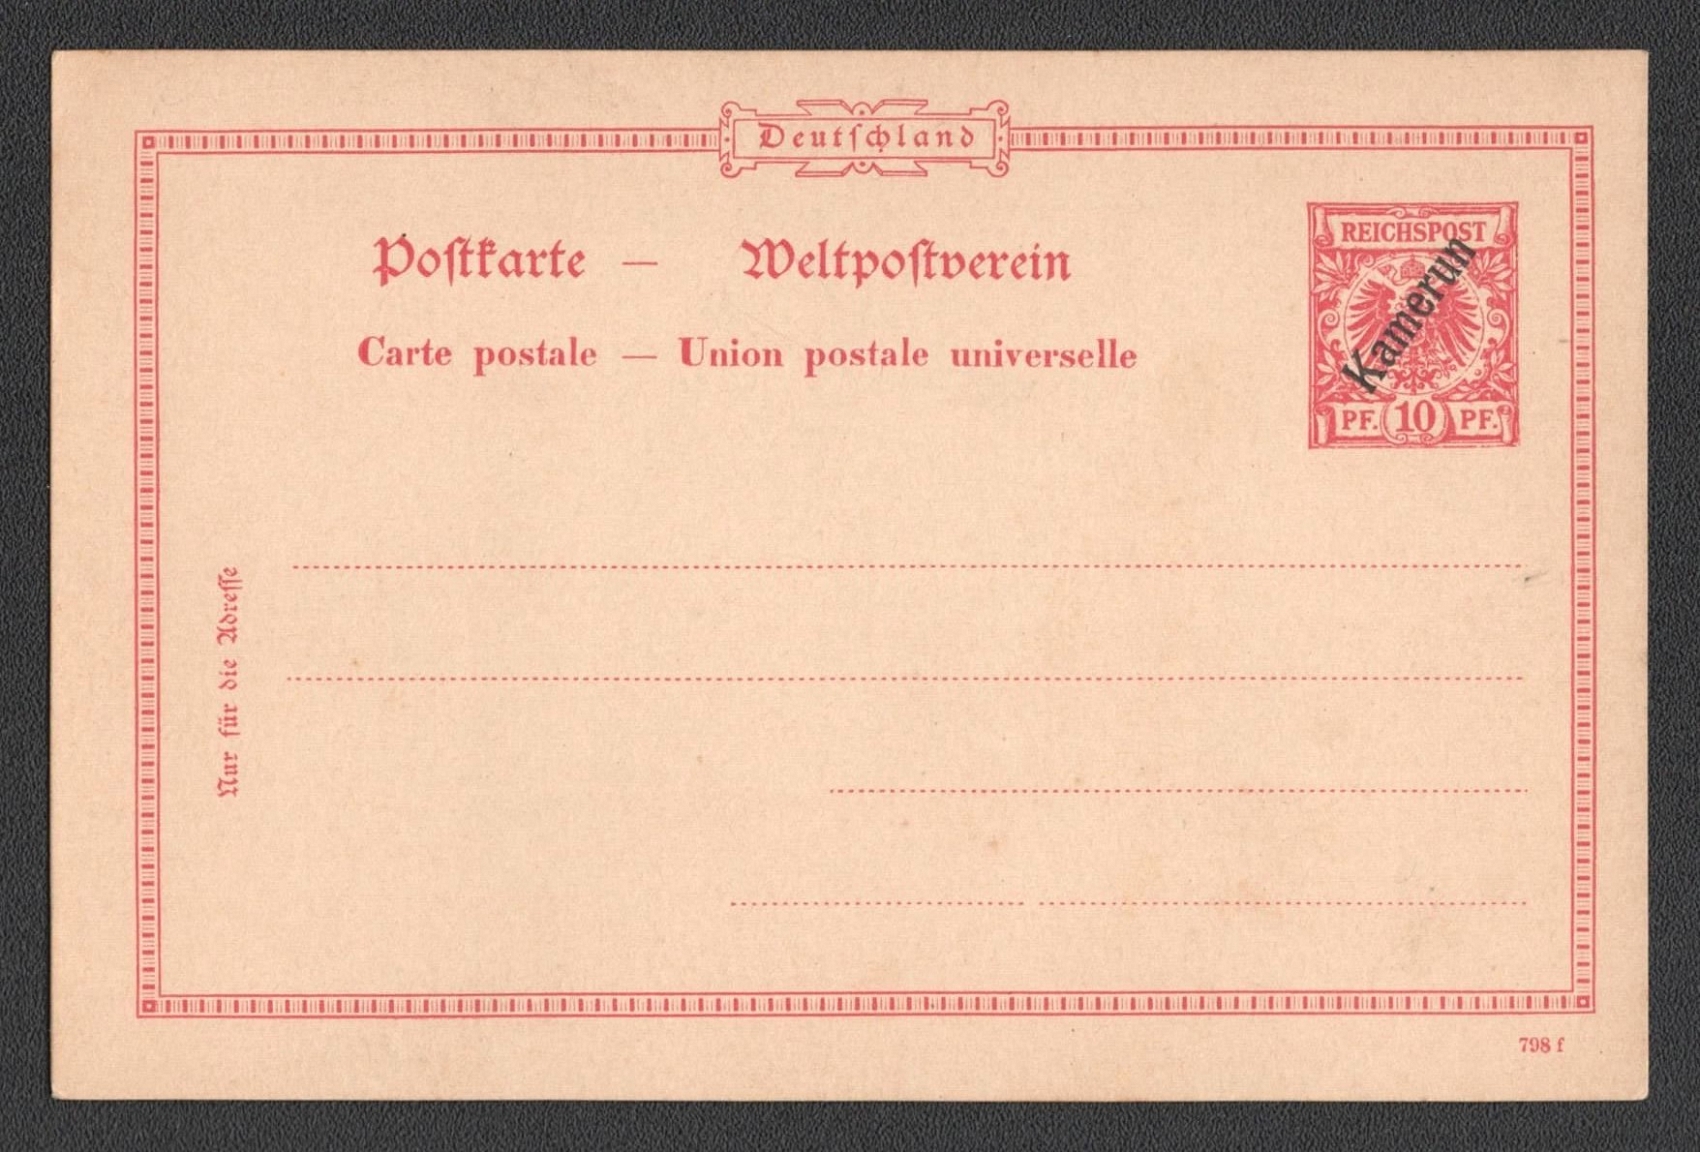 Deutſchland
Poſtkarte — Weltpoſtverein
Carte postale — Union postale universelle
REICHSPOST
Kamerun
PF. 10 PF.
Nur für die Adreſſe
798 f